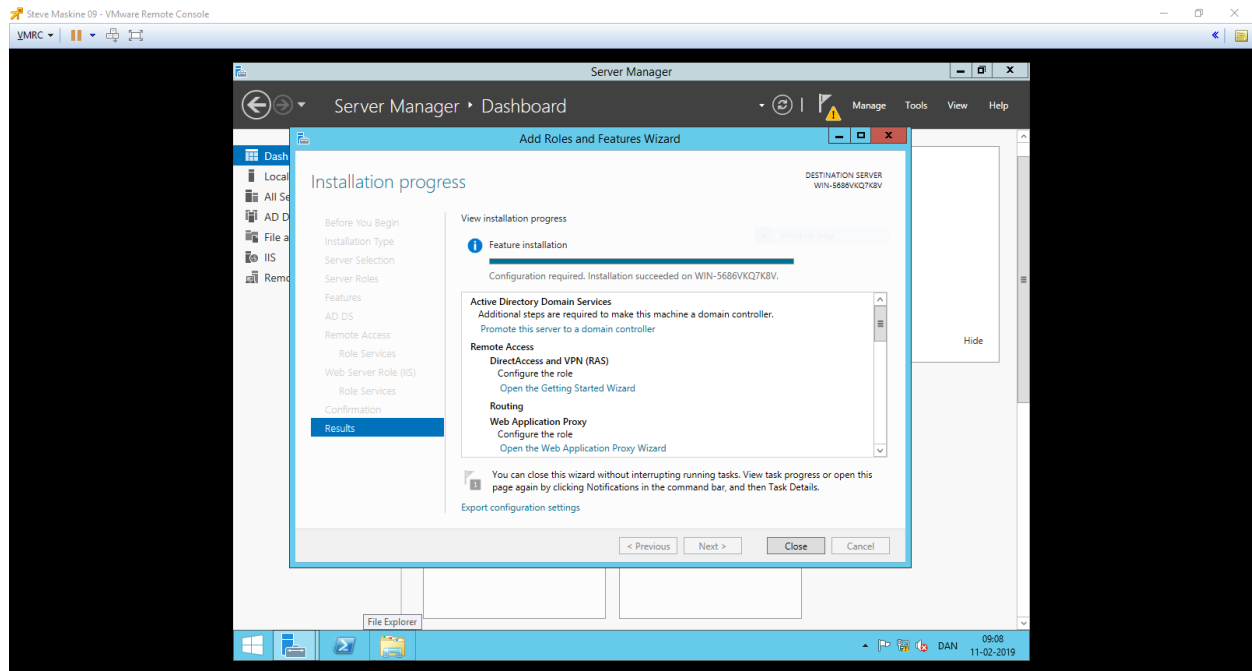 Steve Maskine 09 - VMware Remote Console
VMRC
Server Manager
Server Manager • Dashboard
Manage Tools View Help
Add Roles and Features Wizard
Dash
Local
All Se
AD D
File a
IIS
Remo
Installation progress
DESTINATION SERVER
WIN-5686VKQ7K8V
Before You Begin
Installation Type
Server Selection
Server Roles
Features
AD DS
Remote Access
Role Services
Web Server Role (IIS)
Role Services
Confirmation
Results
View installation progress
Feature installation
Configuration required. Installation succeeded on WIN-5686VKQ7K8V.
Active Directory Domain Services
Additional steps are required to make this machine a domain controller.
Promote this server to a domain controller
Remote Access
DirectAccess and VPN (RAS)
Configure the role
Open the Getting Started Wizard
Routing
Web Application Proxy
Configure the role
Open the Web Application Proxy Wizard
You can close this wizard without interrupting running tasks. View task progress or open this
page again by clicking Notifications in the command bar, and then Task Details.
1
Export configuration settings
< Previous Next > Close Cancel
Hide
File Explorer
DAN
09:08
11-02-2019